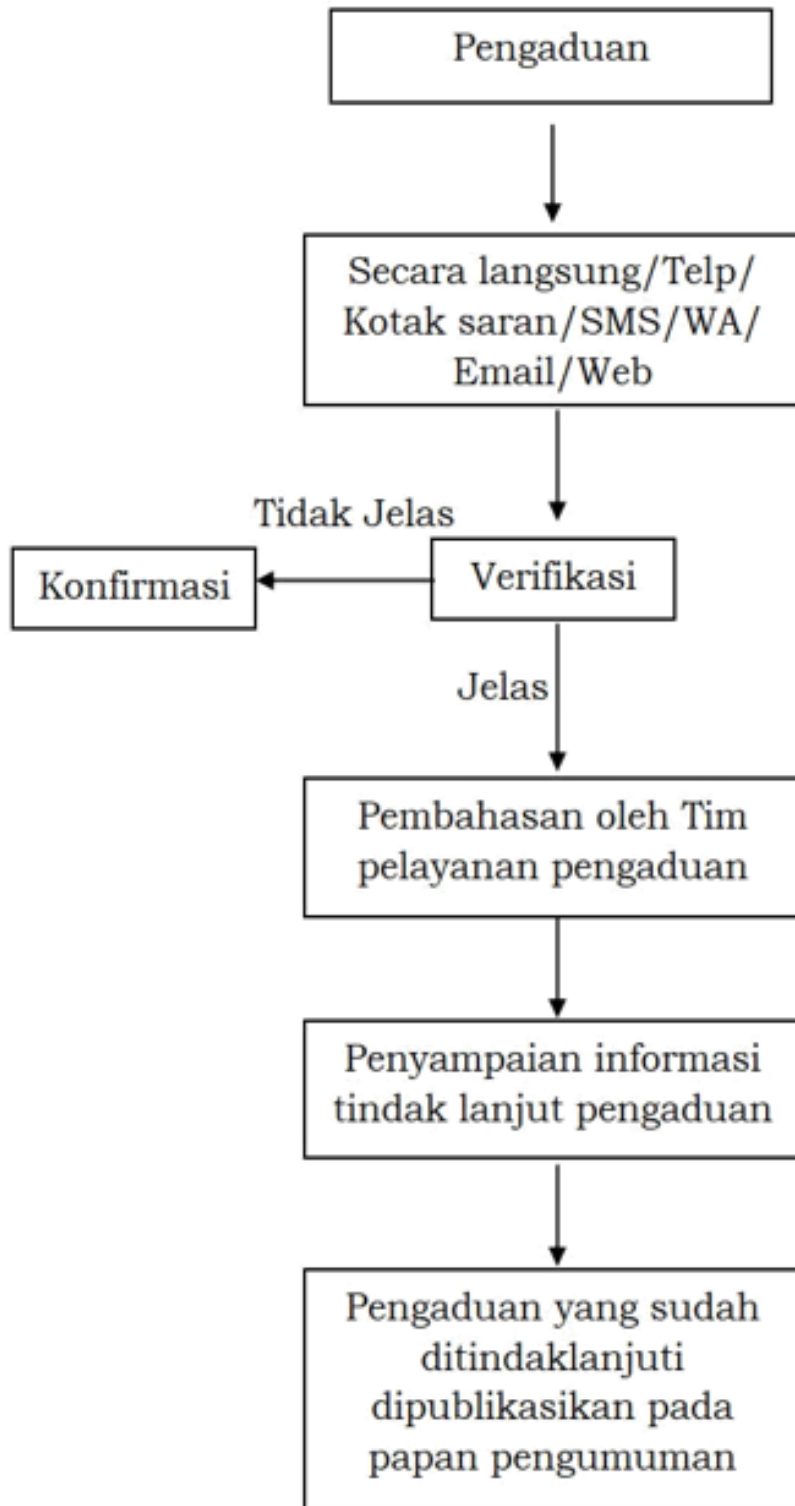 Pengaduan
Secara langsung/Telp/
Kotak saran/SMS/WA/
Email/Web
Tidak Jelas
Konfirmasi
Verifikasi
Jelas
Pembahasan oleh Tim
pelayanan pengaduan
Penyampaian informasi
tindak lanjut pengaduan
Pengaduan yang sudah
ditindaklanjuti
dipublikasikan pada
papan pengumuman